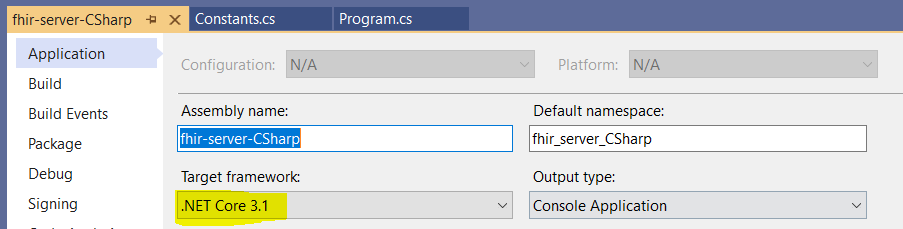 fhir-server-CSharp Constants.cs Program.cs
Application
Build
Build Events
Package
Debug
Signing
Configuration: N/A Platform: N/A
Assembly name: Default namespace:
fhir-server-CSharp fhir_server_CSharp
Target framework: Output type:
.NET Core 3.1 Console Application